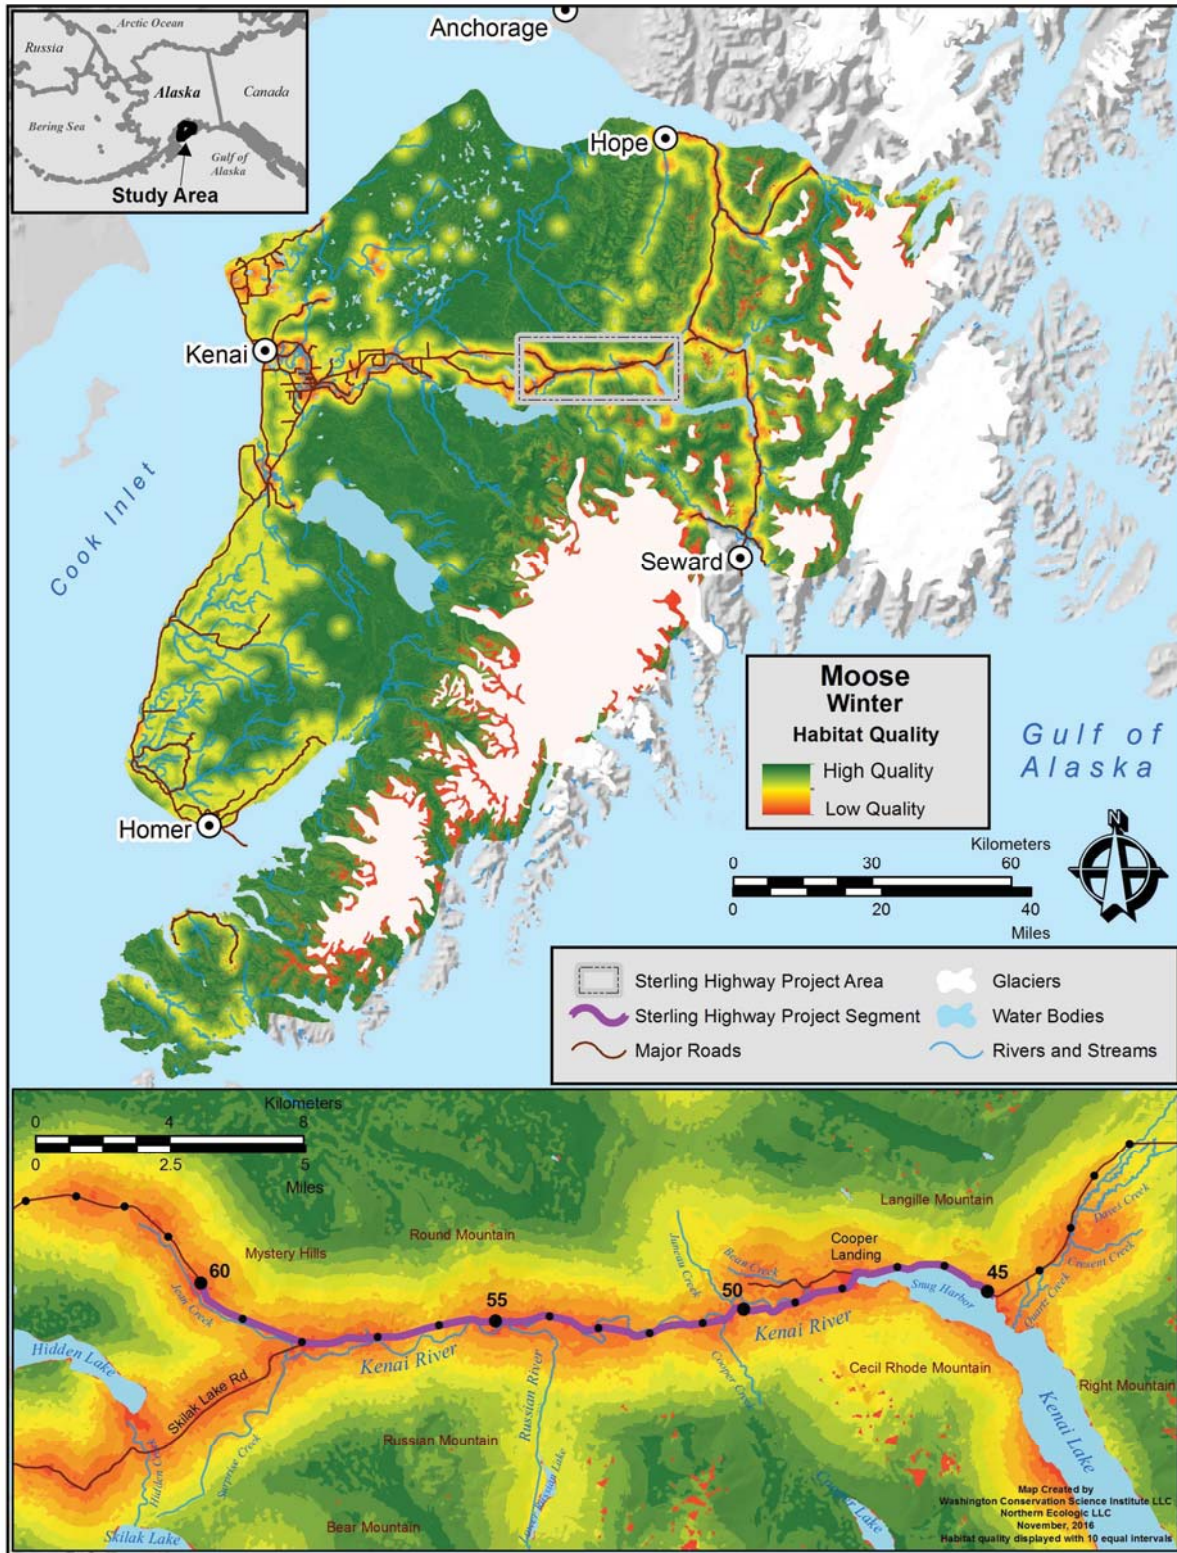 Arctic Ocean
Russia
Alaska
Canada
Bering Sea
Gulf of
Alaska
Study Area
Anchorage
Hope
Kenai
Cook Inlet
Seward
Homer
Gulf of
Alaska
Moose
Winter
Habitat Quality
High Quality
Low Quality
N
Kilometers
0 30 60
0 20 40
Miles
Sterling Highway Project Area
Sterling Highway Project Segment
Major Roads
Glaciers
Water Bodies
Rivers and Streams
Kilometers
0 4 8
0 2.5 5
Miles
Langille Mountain
Round Mountain
Mystery Hills
Cooper
Landing
Juneau Creek
Bean Creek
Daves Creek
Cresent Creek
Quartz Creek
60
55
50
45
Jean Creek
Snug Harbor
Kenai River
Kenai River
Hidden Lake
Skilak Lake Rd
Russian River
Cooper Creek
Cecil Rhode Mountain
Right Mountain
Kenai Lake
Russian Mountain
Hidden Creek
Surprise Creek
Lower Russian Lake
Cooper Lake
Bear Mountain
Skilak Lake
Map Created by
Washington Conservation Science Institute LLC
Northern Ecologic LLC
November, 2016
Habitat quality displayed with 10 equal intervals